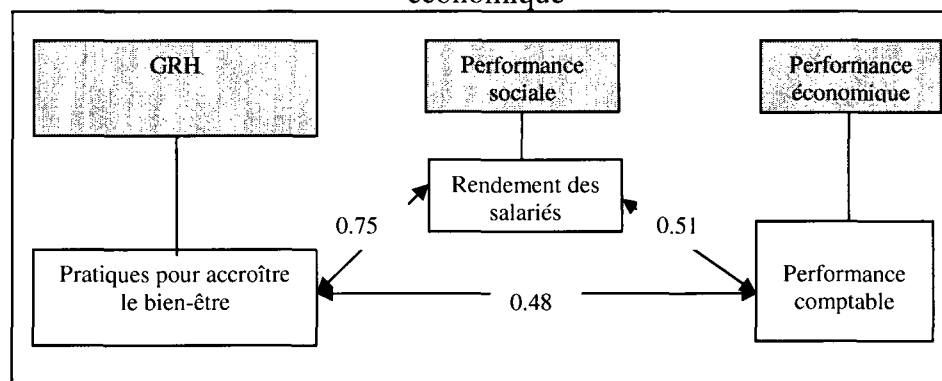 économique
GRH
Performance
sociale
Performance
économique
Rendement des
salariés
0.75
0.51
Pratiques pour accroître
le bien-être
0.48
Performance
comptable